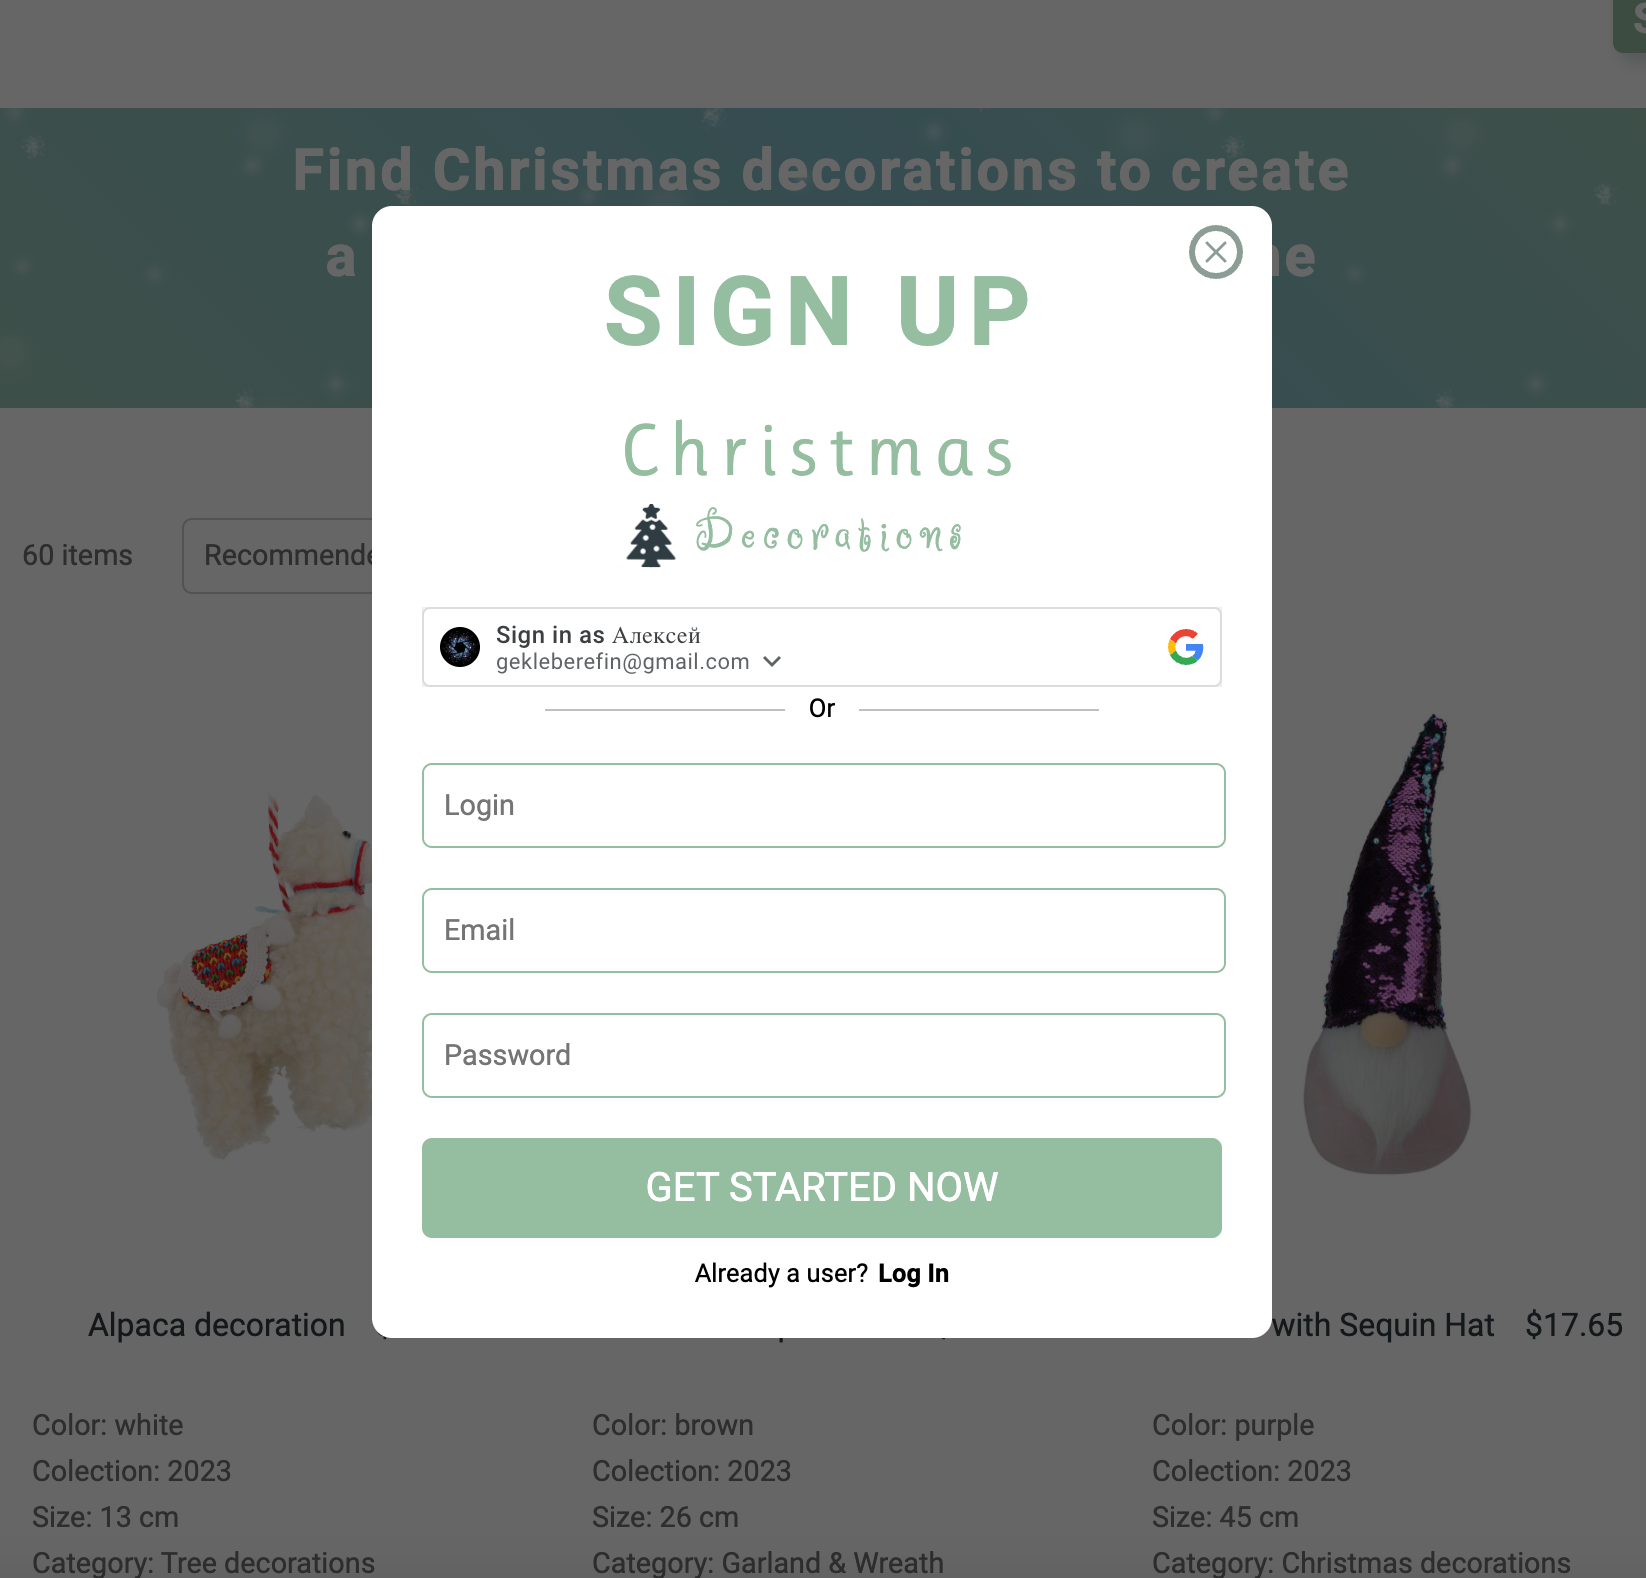 S
Find Christmas decorations to create
a
ne
SIGN UP
Christmas
Decorations
60 items
Recommende
Sign in as Алексей
gekleberefin@gmail.com
Or
Login
Email
Password
GET STARTED NOW
Already a user? Log In
Alpaca decoration
with Sequin Hat $17.65
Color: white
Colection: 2023
Size: 13 cm
Category: Tree decorations
Color: brown
Colection: 2023
Size: 26 cm
Category: Garland & Wreath
Color: purple
Colection: 2023
Size: 45 cm
Category: Christmas decorations